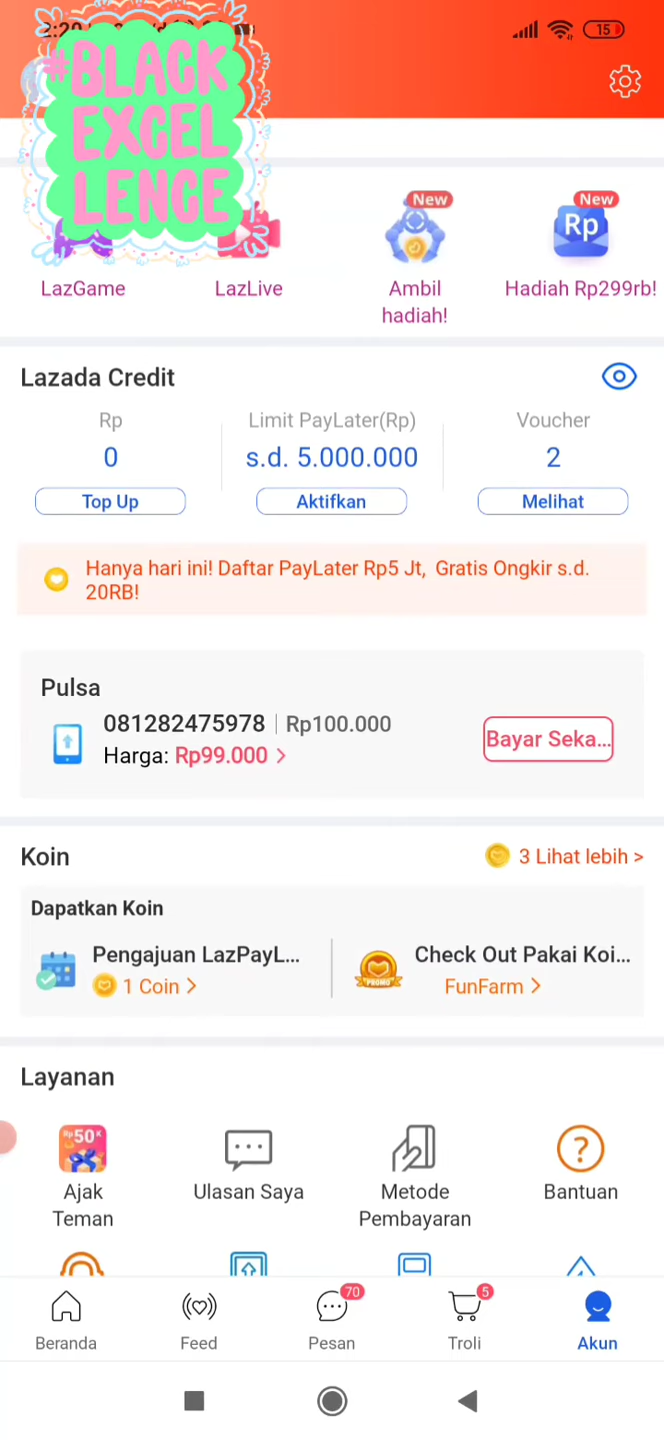 #BLACK
EXCEL
LENCE
15
New
New
Rp
LazGame
LazLive
Ambil
hadiah!
Hadiah Rp299rb!
Lazada Credit
Rp
Limit PayLater(Rp)
Voucher
0
s.d. 5.000.000
2
Top Up
Aktifkan
Melihat
Hanya hari ini! Daftar PayLater Rp5 Jt, Gratis Ongkir s.d.
20RB!
Pulsa
081282475978 | Rp100.000
Harga: Rp99.000 >
Bayar Seka...
Koin
3 Lihat lebih >
Dapatkan Koin
Pengajuan LazPayL...
1 Coin >
Check Out Pakai Koi...
PROMO
FunFarm >
Layanan
Rp50K
Ajak
Teman
Ulasan Saya
Metode
Pembayaran
?
Bantuan
70
5
Beranda
Feed
Pesan
Troli
Akun